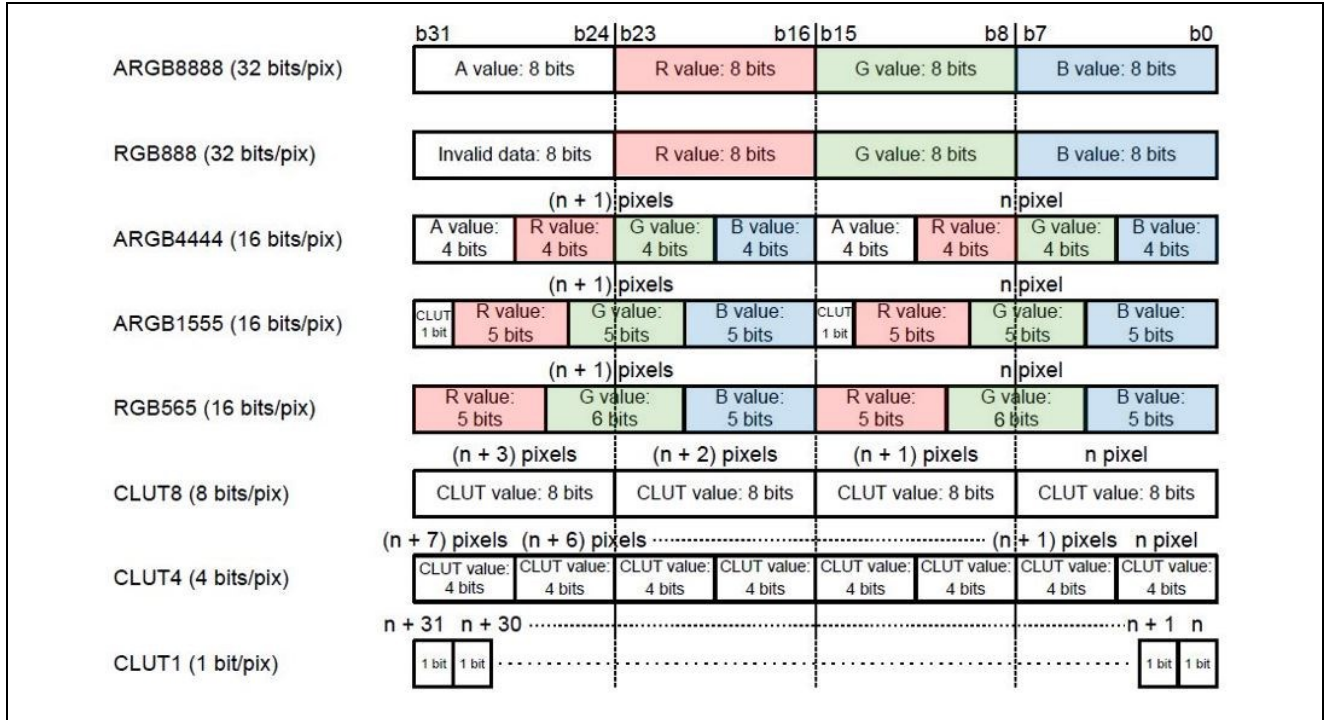 b31 b24 b23 b16 b15 b8 b7 b0
ARGB8888 (32 bits/pix) A value: 8 bits R value: 8 bits G value: 8 bits B value: 8 bits
RGB888 (32 bits/pix) Invalid data: 8 bits R value: 8 bits G value: 8 bits B value: 8 bits
(n + 1) pixels n pixel
ARGB4444 (16 bits/pix) A value: R value: G value: B value: A value: R value: G value: B value:
4 bits 4 bits 4 bits 4 bits 4 bits 4 bits 4 bits 4 bits
(n + 1) pixels n pixel
ARGB1555 (16 bits/pix) CLUT R value: G value: B value: CLUT R value: G value: B value:
1 bit 5 bits 5 bits 5 bits 1 bit 5 bits 5 bits 5 bits
(n + 1) pixels n pixel
RGB565 (16 bits/pix) R value: G value: B value: R value: G value: B value:
5 bits 6 bits 5 bits 5 bits 6 bits 5 bits
(n + 3) pixels (n + 2) pixels (n + 1) pixels n pixel
CLUT8 (8 bits/pix) CLUT value: 8 bits CLUT value: 8 bits CLUT value: 8 bits CLUT value: 8 bits
(n + 7) pixels (n + 6) pixels (n + 1) pixels n pixel
CLUT4 (4 bits/pix) CLUT value: CLUT value: CLUT value: CLUT value: CLUT value: CLUT value: CLUT value: CLUT value:
4 bits 4 bits 4 bits 4 bits 4 bits 4 bits 4 bits 4 bits
n + 31 n + 30 n + 1 n
CLUT1 (1 bit/pix) 1 bit 1 bit 1 bit 1 bit